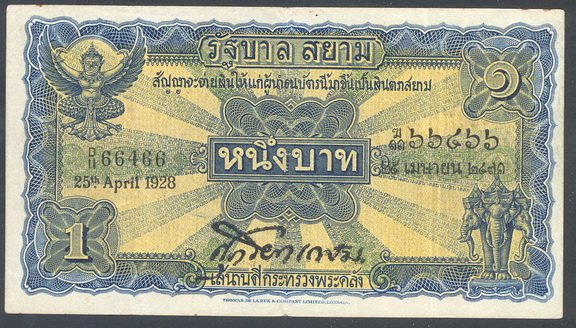 รัฐบาล สยาม
สัญญาจะจ่ายเงินให้แก่ผู้นำธนบัตร์นี้มาขึ้นเป็นเงินตราสยาม
๑
D/11 66466
ฆ/๑๑ ๖๖๔๖๖
หนึ่งบาท
25th April 1928
๒๕ เมษายน ๒๔๗๑
1
เสนาบดีกระทรวงพระคลัง
THOMAS DE LA RUE & COMPANY LIMITED, LONDON.